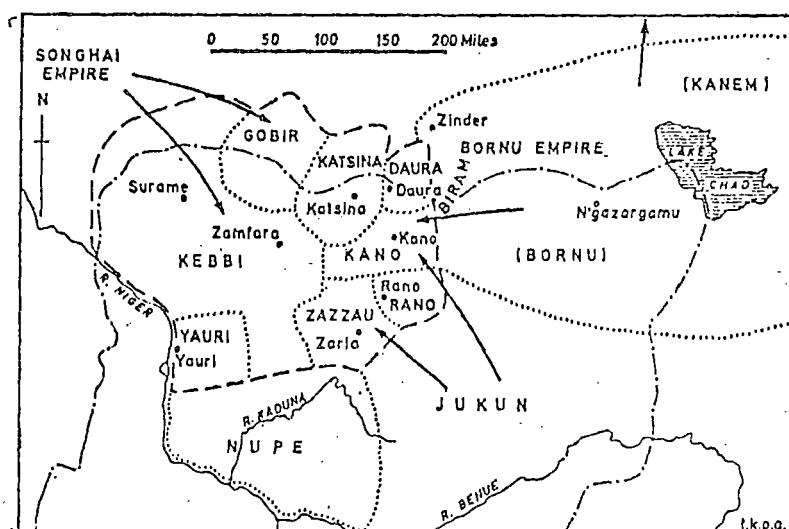 0 50 100 150 200 Miles
SONGHAI
EMPIRE
N
(KANEM)
GOBIR
Zinder
KATSINA
DAURA
BORNU EMPIRE
LAKE
CHAD
Daura
BIRAM
Surame
Katsina
N'gazargamu
Zamfara
Kano
KEBBI
KANO
(BORNU)
R. NIGER
Rano
RANO
ZAZZAU
YAURI
Yauri
Zaria
JUKUN
R. KADUNA
NUPE
R. BENUE
t.k.o.a.